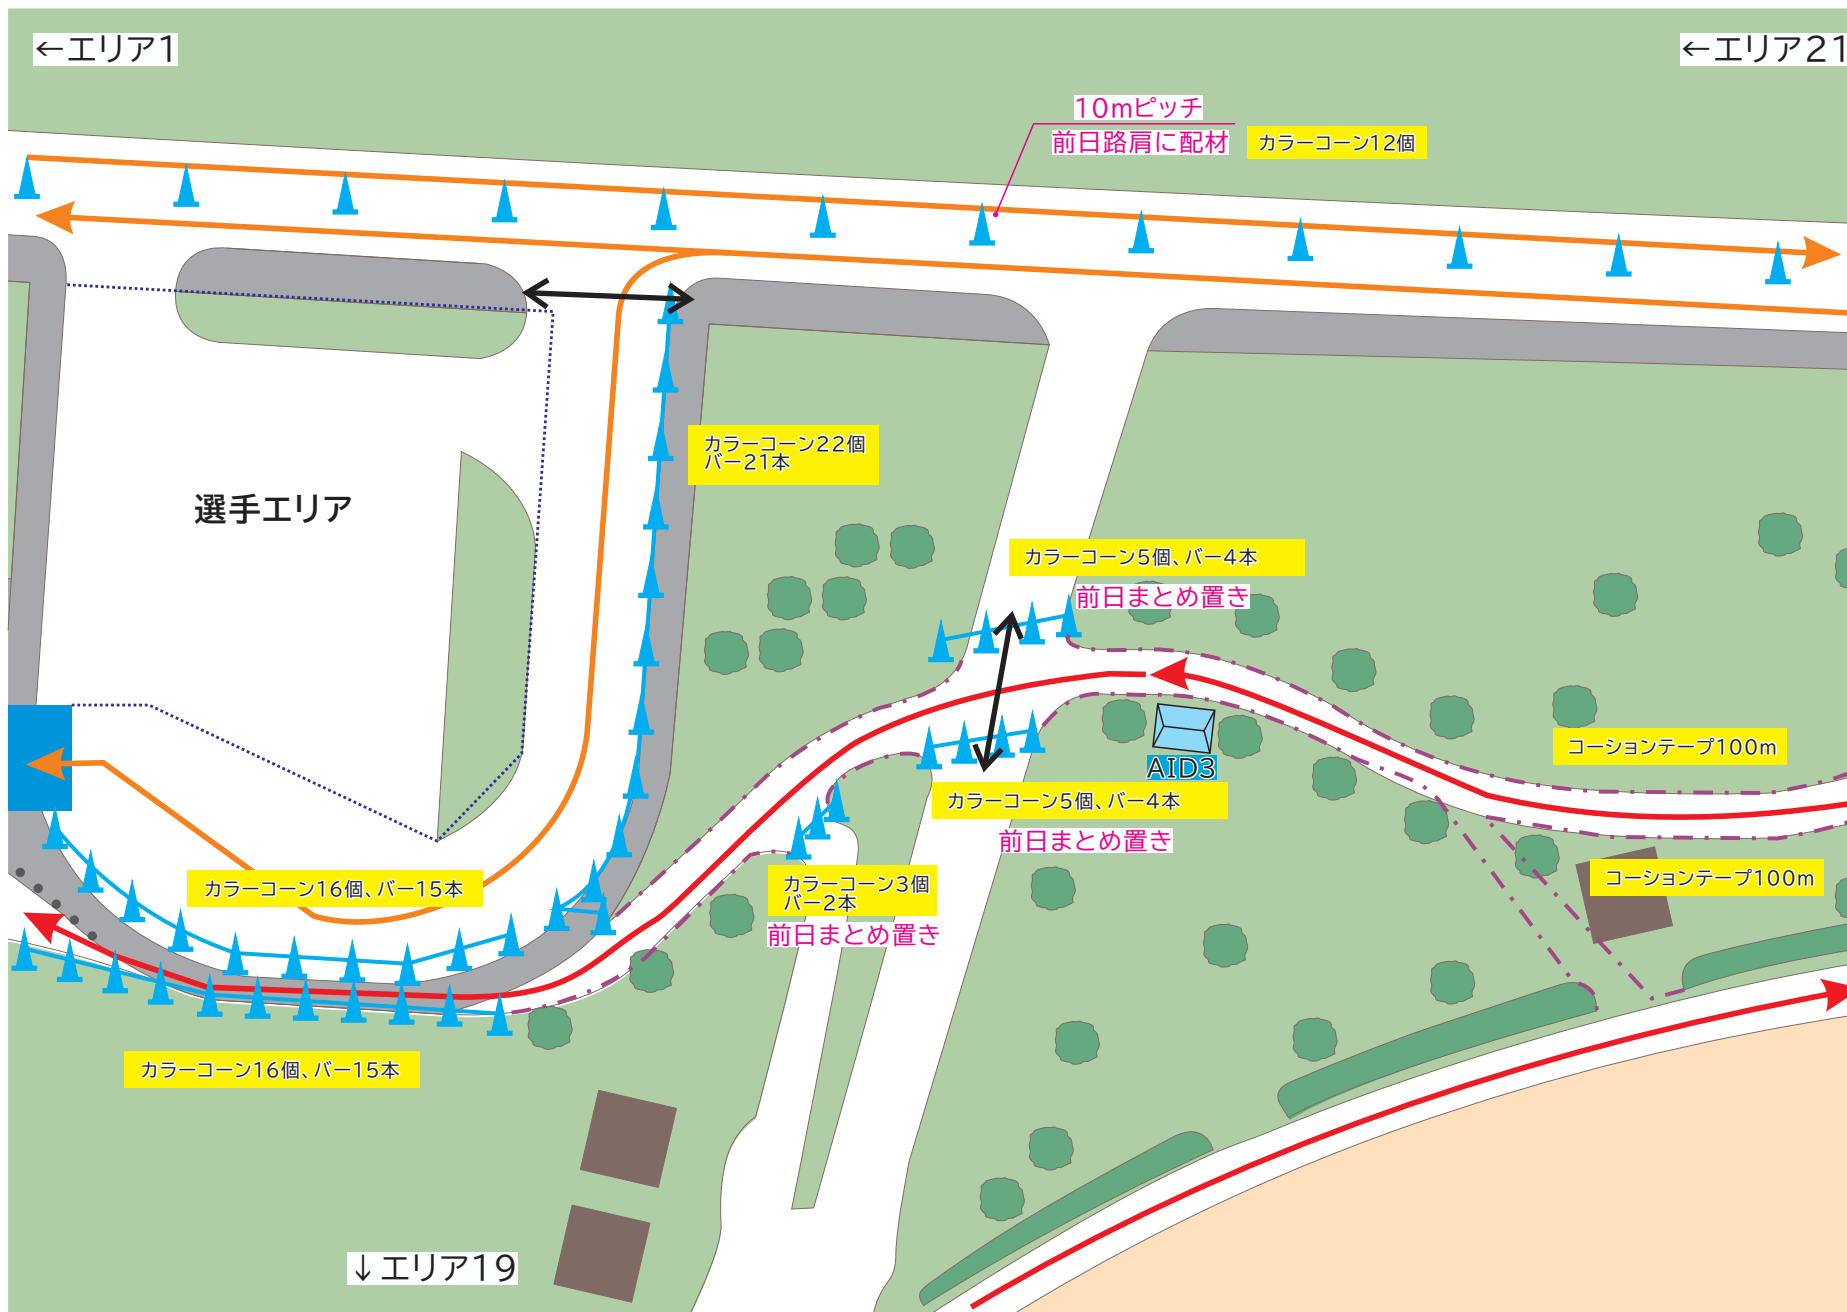 ←エリア1
←エリア21
10mピッチ
前日路肩に配材
カラーコーン12個
カラーコーン22個
バー21本
選手エリア
カラーコーン5個、バー4本
前日まとめ置き
コーションテープ100m
AID3
カラーコーン5個、バー4本
前日まとめ置き
カラーコーン16個、バー15本
カラーコーン3個
バー2本
前日まとめ置き
コーションテープ100m
カラーコーン16個、バー15本
↓エリア19